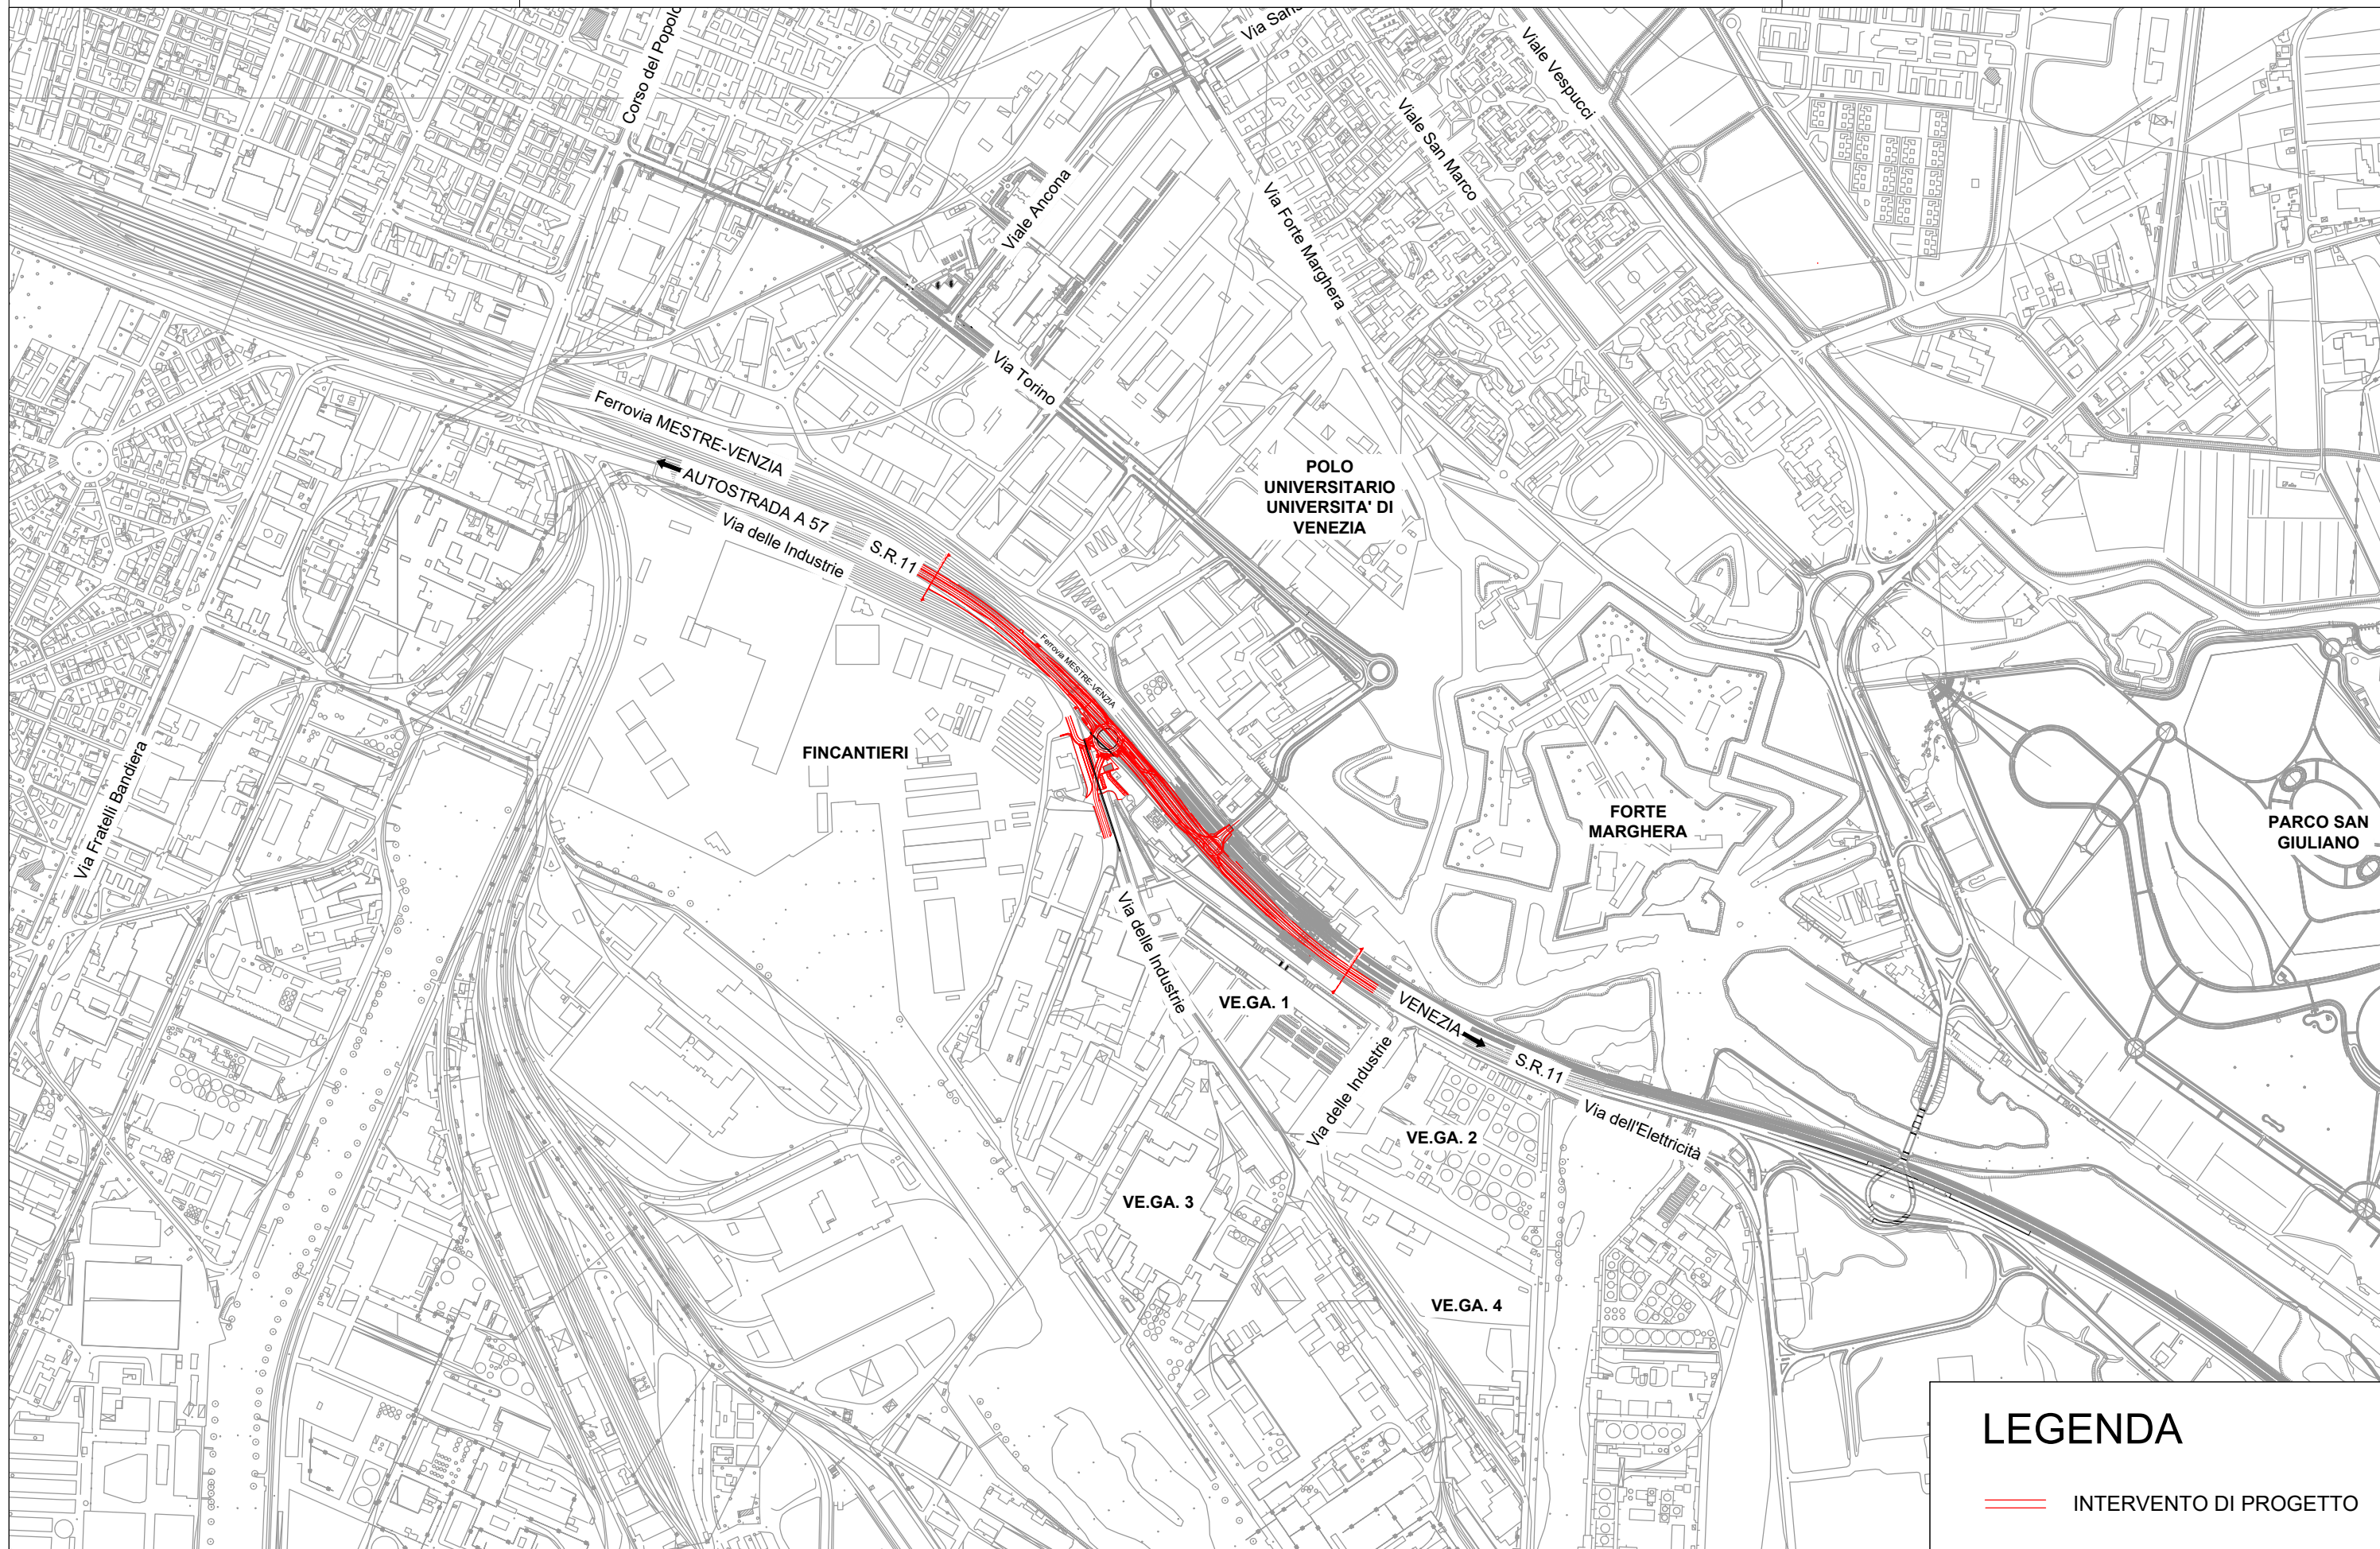 Corso del Popolo
Viale Vespucci
Viale San Marco
Viale Ancona
Via Forte Marghera
Via Torino
Ferrovia MESTRE-VENZIA
AUTOSTRADA A 57
Via delle Industrie
S.R.11
POLO
UNIVERSITARIO
UNIVERSITA' DI
VENEZIA
Ferrovia MESTRE-VENZIA
FINCANTIERI
Via Fratelli Bandiera
FORTE
MARGHERA
PARCO SAN
GIULIANO
Via delle Industrie
VE.GA. 1
VENEZIA
S.R.11
Via delle Industrie
Via dell'Elettricità
VE.GA. 2
VE.GA. 3
VE.GA. 4
LEGENDA
INTERVENTO DI PROGETTO